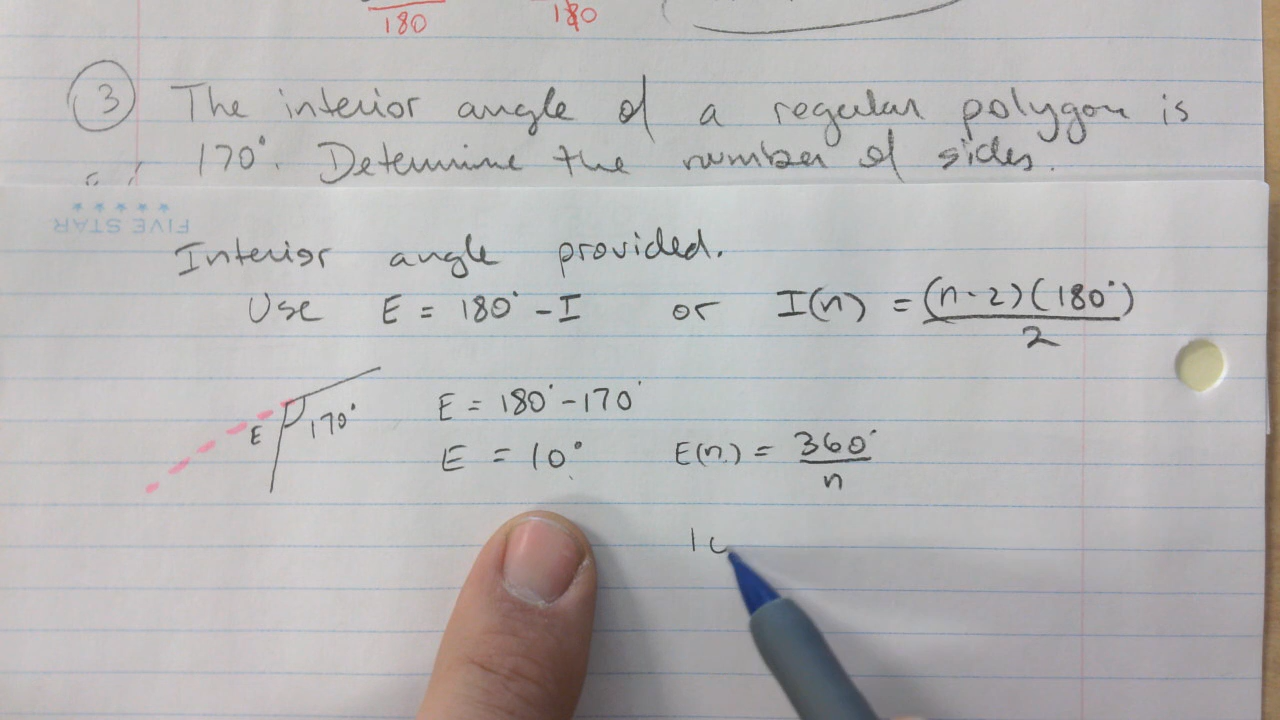 180 180
3 The interior angle of a regular polygon is
170°. Determine the number of sides.
FIVE STAR
Interior angle provided.
Use E = 180° - I or I(n) = (n-2)(180°)
2
E 170° E = 180° - 170°
E = 10° E(n) = 360°
n
1